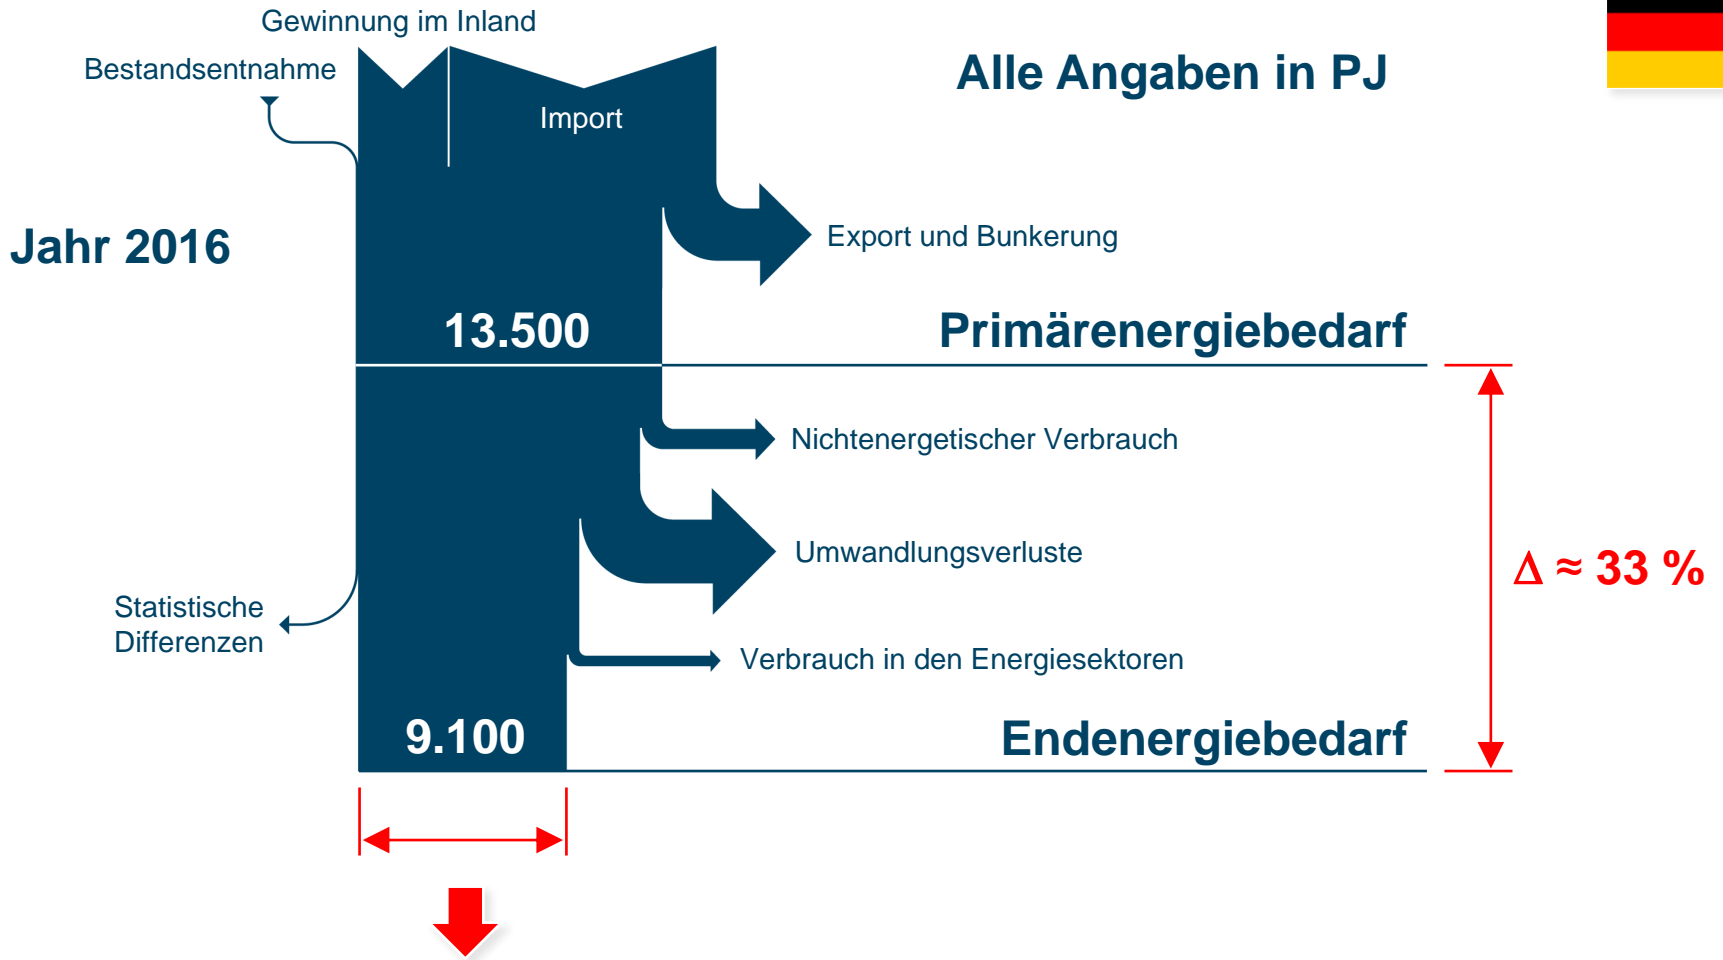 Gewinnung im Inland
Bestandsentnahme
Alle Angaben in PJ
Import
Jahr 2016
Export und Bunkerung
13.500
Primärenergiebedarf
Nichtenergetischer Verbrauch
Umwandlungsverluste
Δ ≈ 33 %
Statistische
Differenzen
Verbrauch in den Energiesektoren
9.100
Endenergiebedarf